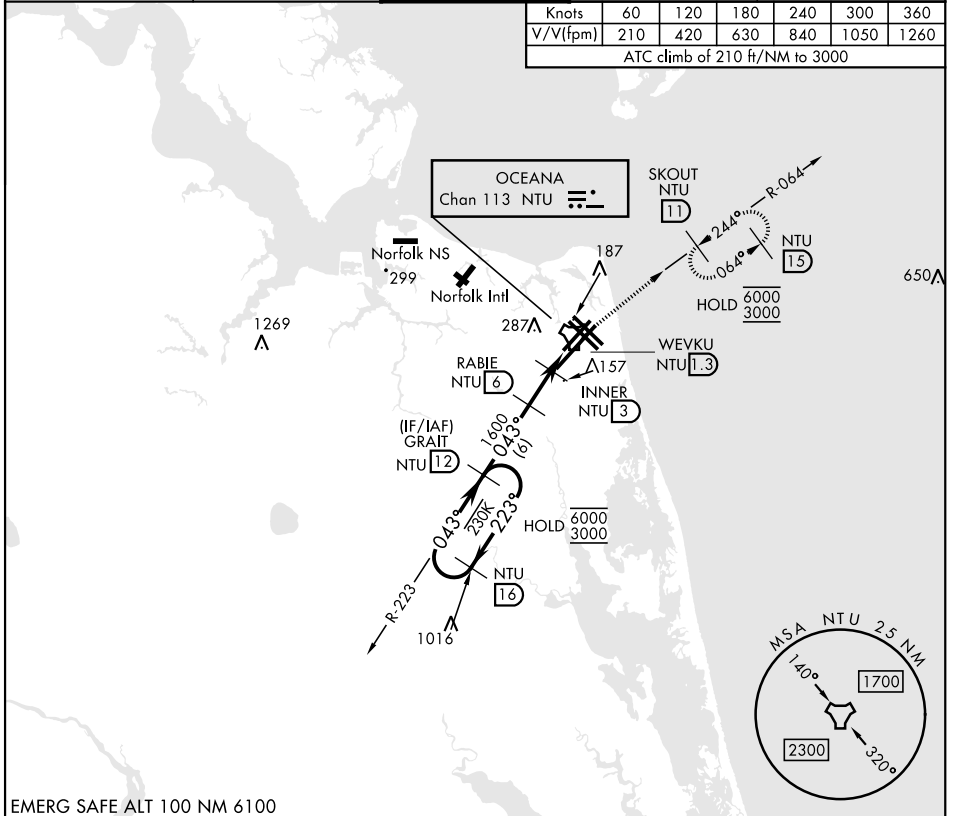 Knots 60 120 180 240 300 360
V/V(fpm) 210 420 630 840 1050 1260
ATC climb of 210 ft/NM to 3000
OCEANA
Chan 113 NTU
SKOUT
NTU
11
R-064
244°
064°
NTU
15
HOLD 6000
3000
Norfolk NS
299
Norfolk Intl
187
650
1269
287
WEVKU
NTU 1.3
157
RABIE
NTU 6
INNER
NTU 3
1600
043°
(6)
(IF/IAF)
GRAIT
NTU 12
043°
230K
223°
HOLD 6000
3000
NTU
16
R-223
1016
MSA NTU 25 NM
140°
1700
2300
320°
EMERG SAFE ALT 100 NM 6100